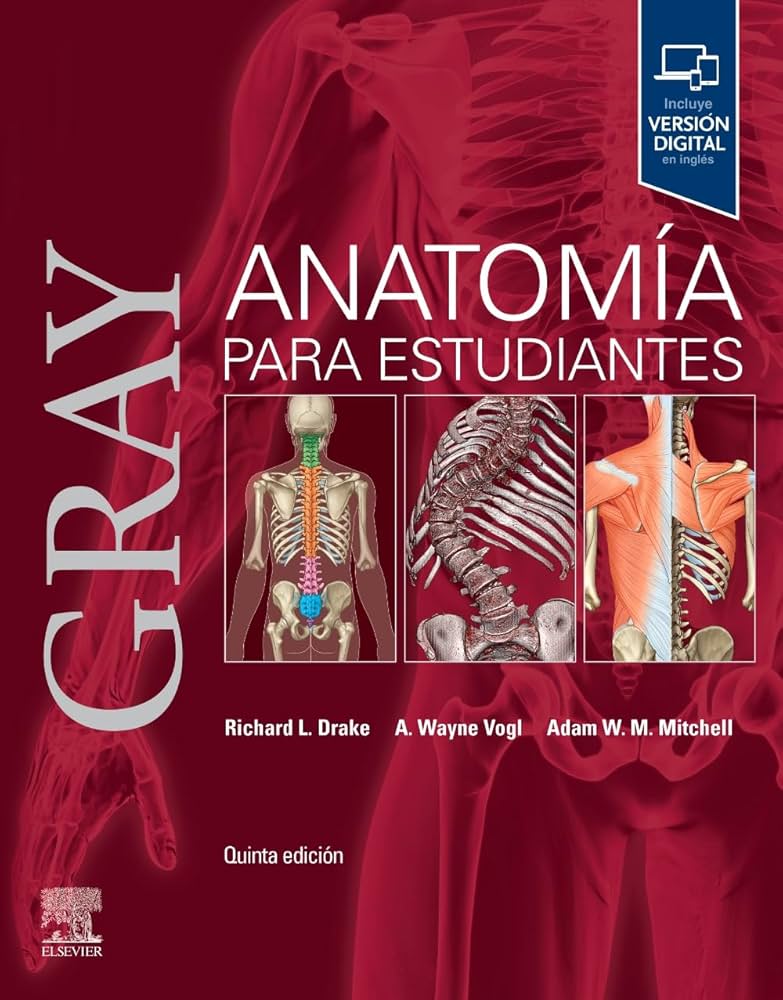 Incluye
VERSIÓN
DIGITAL
en inglés
GRAY
ANATOMÍA
PARA ESTUDIANTES
Richard L. Drake A. Wayne Vogl Adam W. M. Mitchell
Quinta edición
ELSEVIER